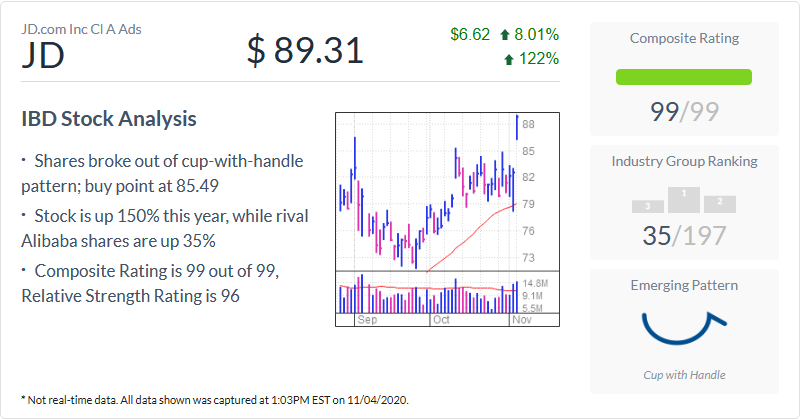 JD.com Inc Cl A Ads
JD
$ 89.31
$6.62 8.01%
122%
IBD Stock Analysis
• Shares broke out of cup-with-handle
pattern; buy point at 85.49
• Stock is up 150% this year, while rival
Alibaba shares are up 35%
• Composite Rating is 99 out of 99,
Relative Strength Rating is 96
88
85
82
79
76
73
14.8M
9.1M
5.5M
Sep Oct Nov
Composite Rating
99/99
Industry Group Ranking
3 1 2
35/197
Emerging Pattern
Cup with Handle
* Not real-time data. All data shown was captured at 1:03PM EST on 11/04/2020.